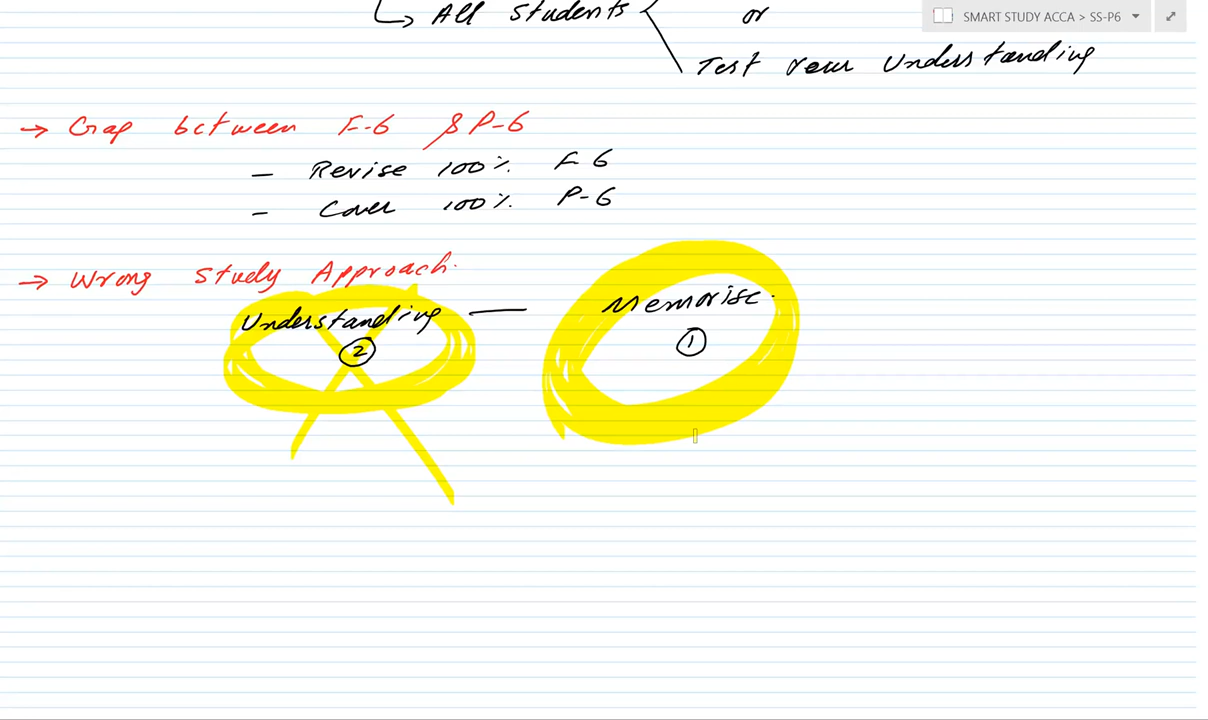 ↳ All students < or
SMART STUDY ACCA > SS-P6
Test your Understanding
→ Gap between F-6 & P-6
– Revise 100% F 6
– Cover 100% P-6
→ Wrong Study Approach.
Understanding — Memorise.
② ①